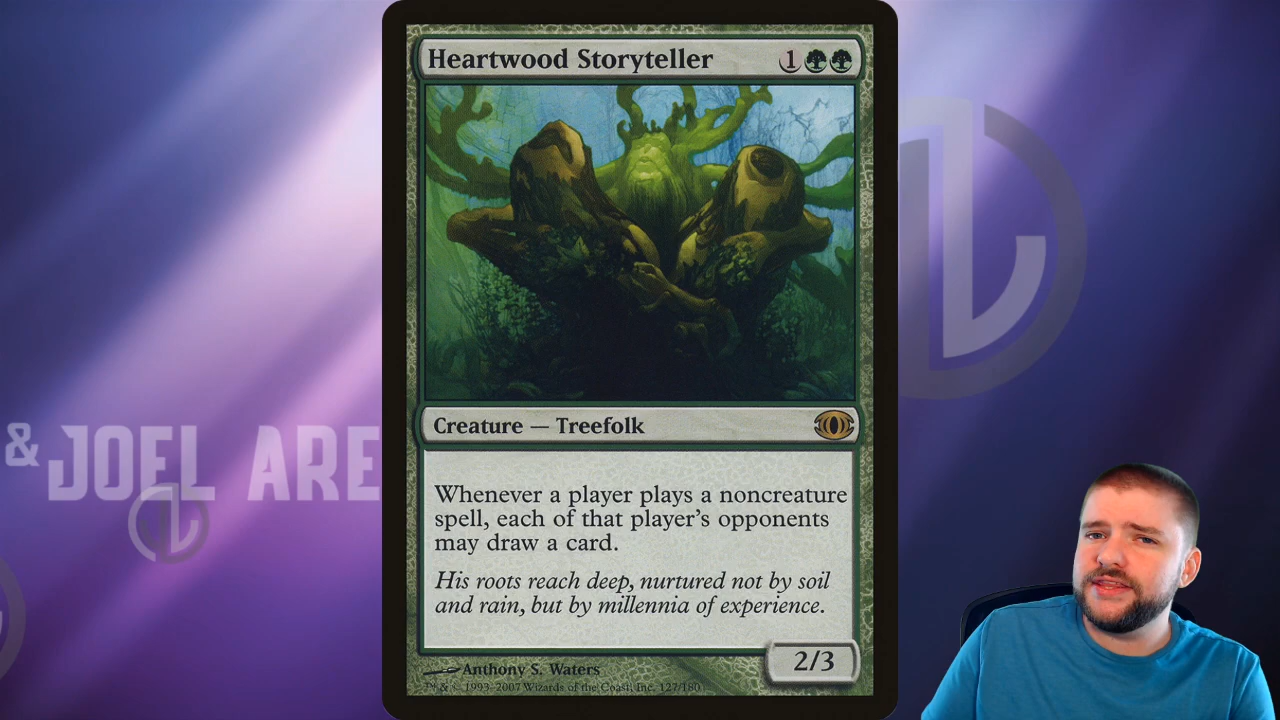 Heartwood Storyteller 1
Creature — Treefolk
Whenever a player plays a noncreature
spell, each of that player's opponents
may draw a card.
His roots reach deep, nurtured not by soil
and rain, but by millennia of experience.
2/3
Anthony S. Waters
1993–2007 Wizards of the Coast, Inc. 127/180
& JOEL ARE